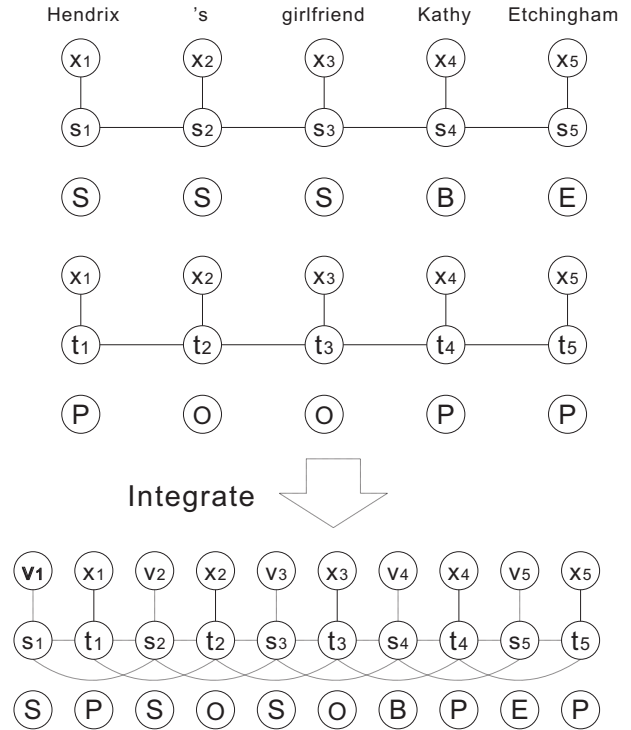 Hendrix 's girlfriend Kathy Etchingham
x1 x2 x3 x4 x5
s1 s2 s3 s4 s5
S S S B E
x1 x2 x3 x4 x5
t1 t2 t3 t4 t5
P O O P P
Integrate
v1 x1 v2 x2 v3 x3 v4 x4 v5 x5
s1 t1 s2 t2 s3 t3 s4 t4 s5 t5
S P S O S O B P E P